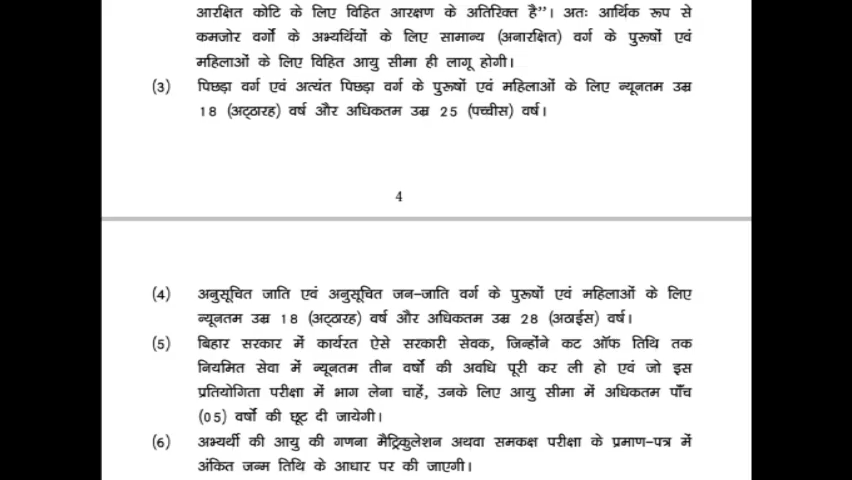 आरक्षित कोटि के लिए विहित आरक्षण के अतिरिक्त है”। अतः आर्थिक रूप से
कमजोर वर्गों के अभ्यर्थियों के लिए सामान्य (अनारक्षित) वर्ग के पुरूषों एवं
महिलाओं के लिए विहित आयु सीमा ही लागू होगी।
(3) पिछड़ा वर्ग एवं अत्यंत पिछड़ा वर्ग के पुरूषों एवं महिलाओं के लिए न्यूनतम उम्र
18 (अट्ठारह) वर्ष और अधिकतम उम्र 25 (पच्चीस) वर्ष।
4
(4) अनुसूचित जाति एवं अनुसूचित जन-जाति वर्ग के पुरूषों एवं महिलाओं के लिए
न्यूनतम उम्र 18 (अट्ठारह) वर्ष और अधिकतम उम्र 28 (अठाईस) वर्ष।
(5) बिहार सरकार में कार्यरत ऐसे सरकारी सेवक, जिन्होंने कट ऑफ तिथि तक
नियमित सेवा में न्यूनतम तीन वर्षों की अवधि पूरी कर ली हो एवं जो इस
प्रतियोगिता परीक्षा में भाग लेना चाहें, उनके लिए आयु सीमा में अधिकतम पाँच
(05) वर्षों की छूट दी जायेगी।
(6) अभ्यर्थी की आयु की गणना मैट्रिकुलेशन अथवा समकक्ष परीक्षा के प्रमाण-पत्र में
अंकित जन्म तिथि के आधार पर की जाएगी।